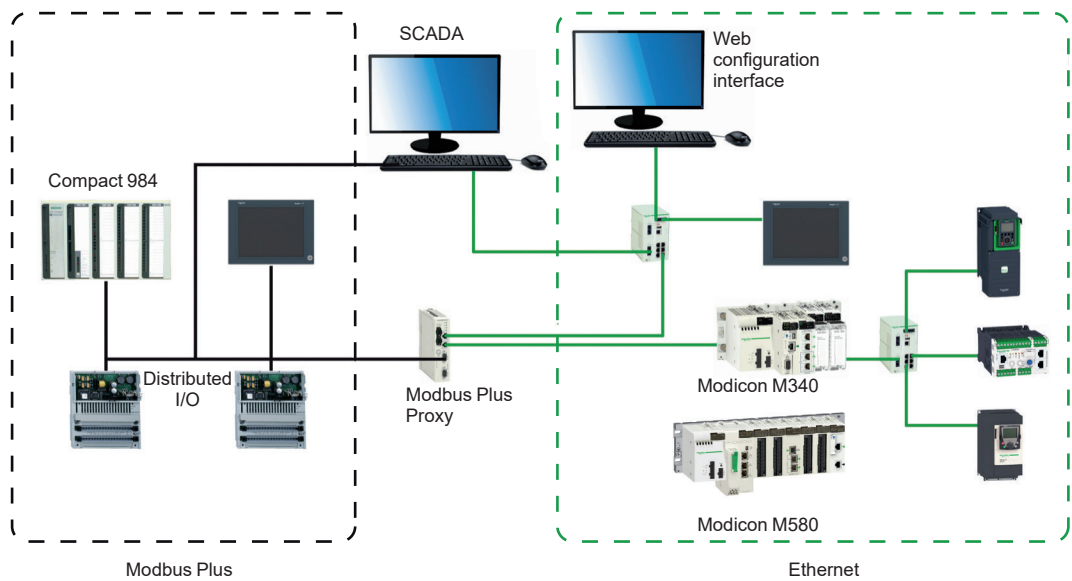 SCADA
Web
configuration
interface
Compact 984
Distributed
I/O
Modbus Plus
Proxy
Modicon M340
Modicon M580
Modbus Plus
Ethernet